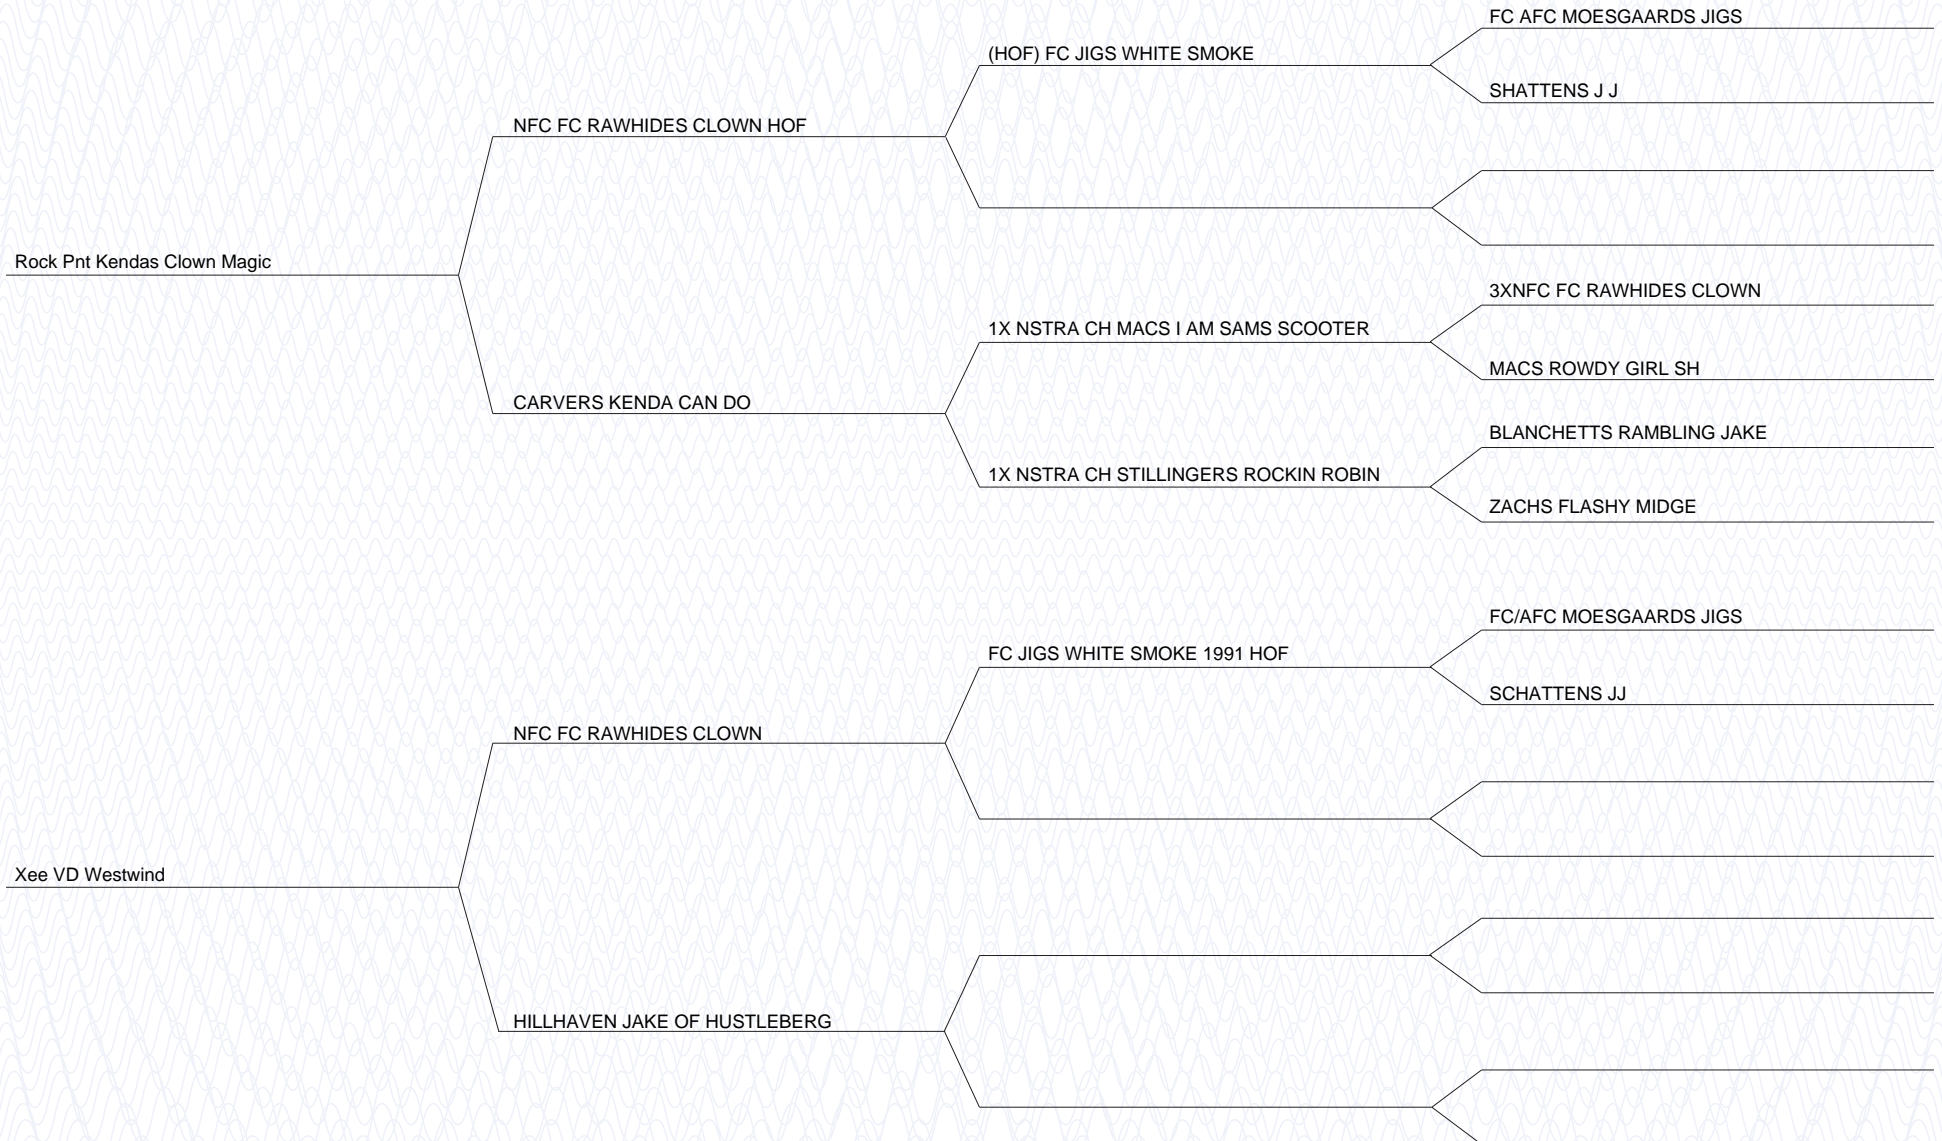 FC AFC MOESGAARDS JIGS
(HOF) FC JIGS WHITE SMOKE
SHATTENS J J
NFC FC RAWHIDES CLOWN HOF
Rock Pnt Kendas Clown Magic
3XNFC FC RAWHIDES CLOWN
1X NSTRA CH MACS I AM SAMS SCOOTER
MACS ROWDY GIRL SH
CARVERS KENDA CAN DO
BLANCHETTS RAMBLING JAKE
1X NSTRA CH STILLINGERS ROCKIN ROBIN
ZACHS FLASHY MIDGE
FC/AFC MOESGAARDS JIGS
FC JIGS WHITE SMOKE 1991 HOF
SCHATTENS JJ
NFC FC RAWHIDES CLOWN
Xee VD Westwind
HILLHAVEN JAKE OF HUSTLEBERG